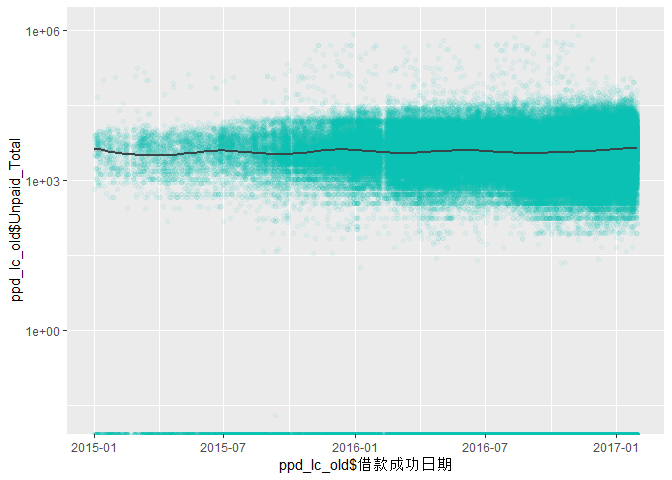 1e+06
1e+03
1e+00
ppd_lc_old$Unpaid_Total
2015-01 2015-07 2016-01 2016-07 2017-01
ppd_lc_old$借款成功日期